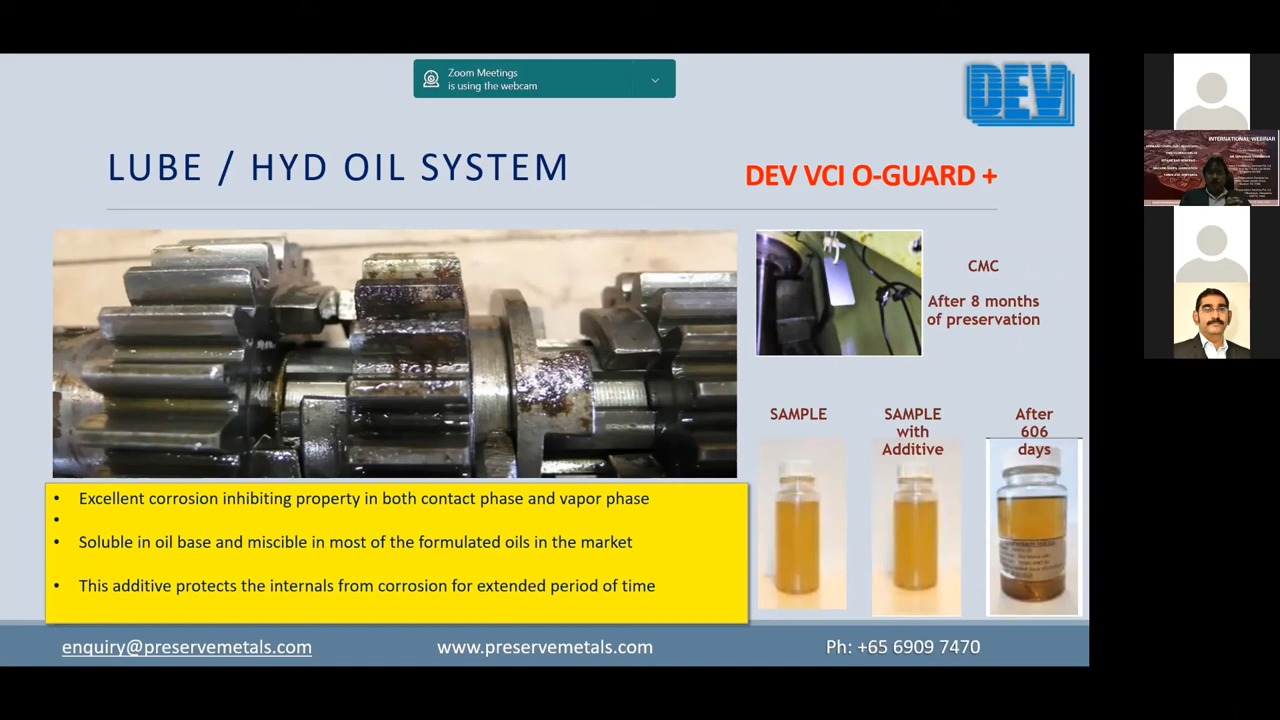 Zoom Meetings
is using the webcam
DEV
LUBE / HYD OIL SYSTEM
DEV VCI O-GUARD +
CMC
After 8 months
of preservation
SAMPLE
SAMPLE
with
Additive
After
606
days
• Excellent corrosion inhibiting property in both contact phase and vapor phase
•
• Soluble in oil base and miscible in most of the formulated oils in the market
• This additive protects the internals from corrosion for extended period of time
enquiry@preservemetals.com
www.preservemetals.com
Ph: +65 6909 7470
INTERNATIONAL WEBINAR